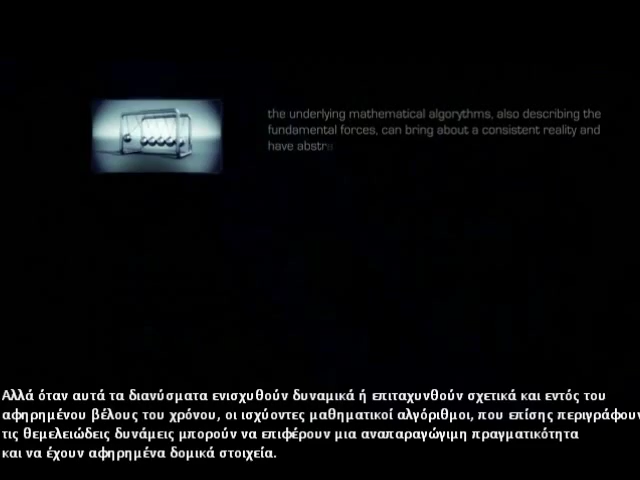 the underlying mathematical algorythms, also describing the
fundamental forces, can bring about a consistent reality and
have abstr
Αλλά όταν αυτά τα διανύσματα ενισχυθούν δυναμικά ή επιταχυνθούν σχετικά και εντός του
αφηρημένου βέλους του χρόνου, οι ισχύοντες μαθηματικοί αλγόριθμοι, που επίσης περιγράφουν
τις θεμελειώδεις δυνάμεις μπορούν να επιφέρουν μια αναπαραγώγιμη πραγματικότητα
και να έχουν αφηρημένα δομικά στοιχεία.